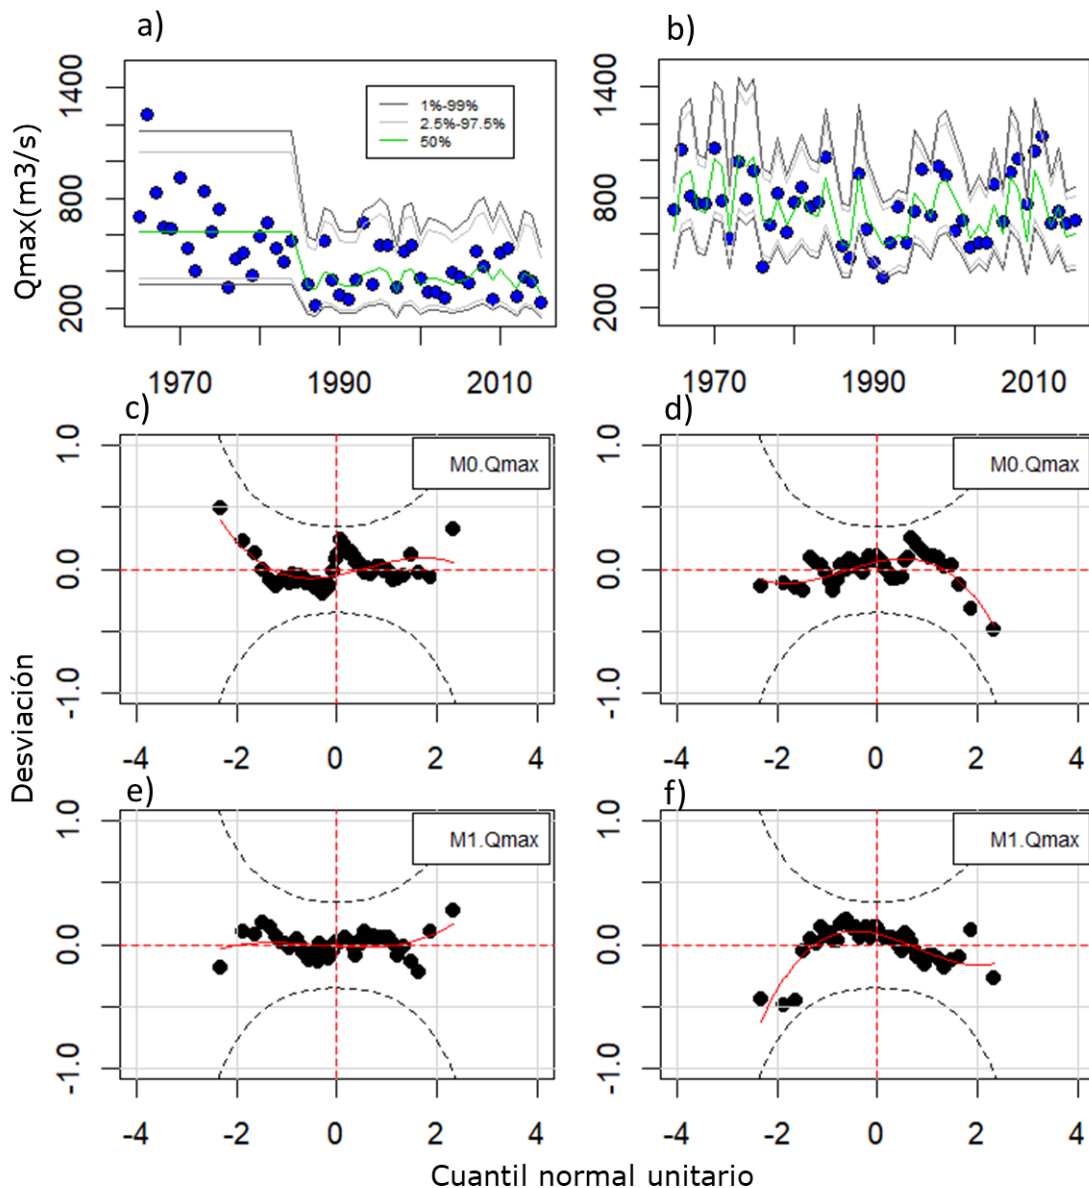 a)
b)
Qmax(m3/s)
1400
800
200
1%-99%
2.5%-97.5%
50%
1970
1990
2010
1400
800
200
1970
1990
2010
c)
d)
Desviación
1.0
0.0
-1.0
M0.Qmax
-4 -2 0 2 4
1.0
0.0
-1.0
M0.Qmax
-4 -2 0 2 4
e)
f)
1.0
0.0
-1.0
M1.Qmax
-4 -2 0 2 4
1.0
0.0
-1.0
M1.Qmax
-4 -2 0 2 4
Cuantil normal unitario